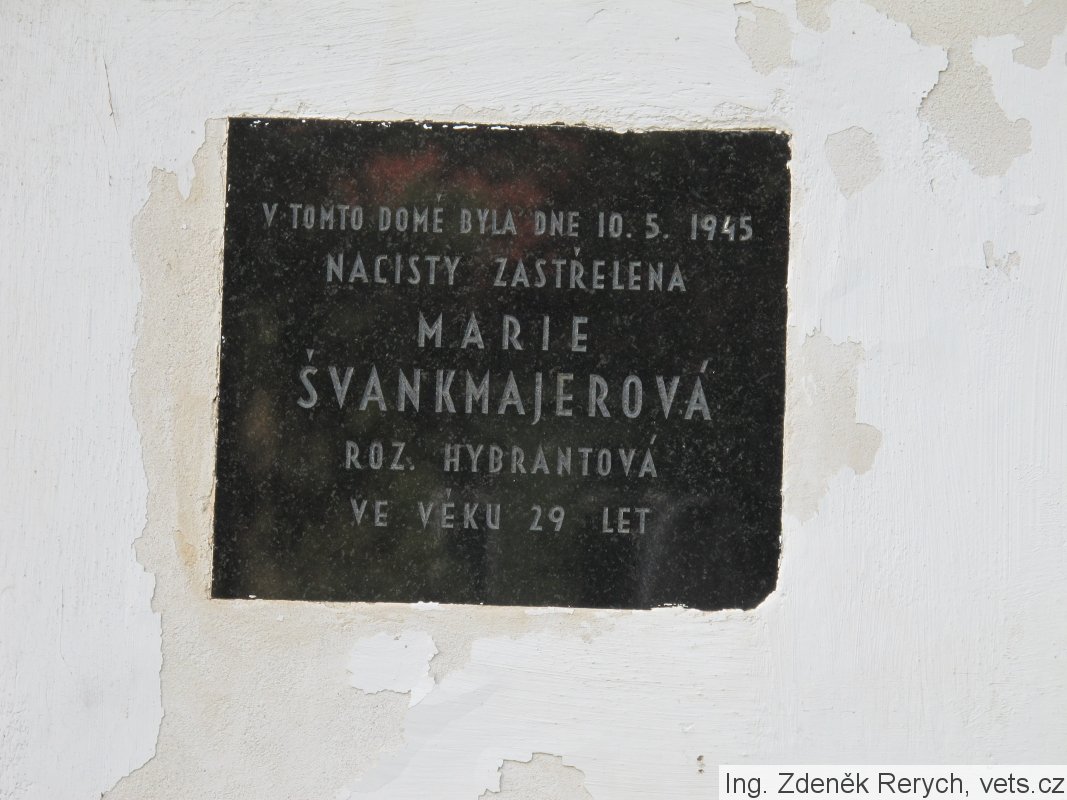 V TOMTO DOMĚ BYLA DNE 10. 5. 1945
NACISTY ZASTŘELENA
MARIE
ŠVANKMAJEROVÁ
ROZ. HYBRANTOVÁ
VE VĚKU 29 LET
Ing. Zdeněk Rerych, vets.cz